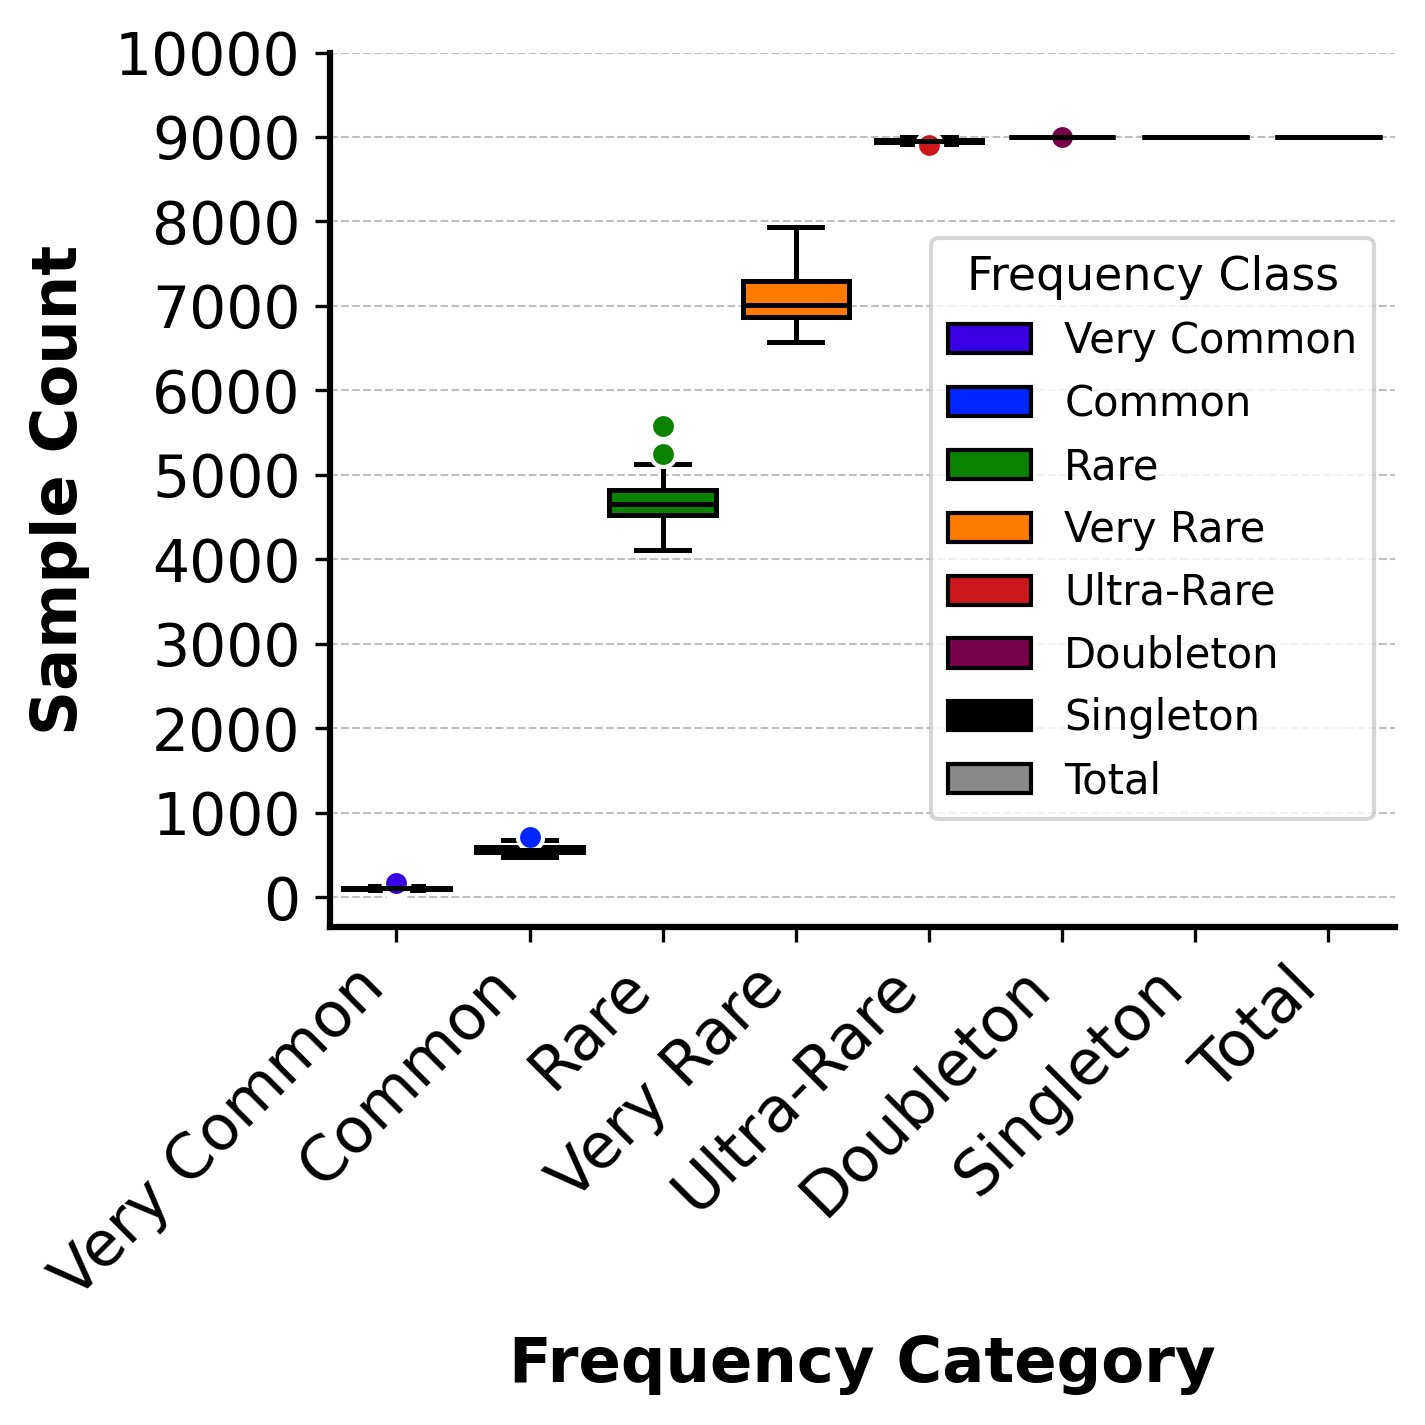 10000
9000
8000
7000
6000
5000
4000
3000
2000
1000
0
Sample Count
Frequency Class
Very Common
Common
Rare
Very Rare
Ultra-Rare
Doubleton
Singleton
Total
Very Common
Common
Rare
Very Rare
Ultra-Rare
Doubleton
Singleton
Total
Frequency Category